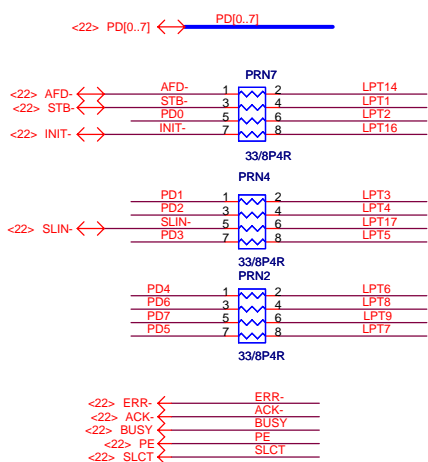 <22> PD[0..7] PD[0..7]
PRN7
<22> AFD- AFD- 1 2 LPT14
<22> STB- STB- 3 4 LPT1
PD0 5 6 LPT2
<22> INIT- INIT- 7 8 LPT16
33/8P4R
PRN4
PD1 1 2 LPT3
PD2 3 4 LPT4
<22> SLIN- SLIN- 5 6 LPT17
PD3 7 8 LPT5
33/8P4R
PRN2
PD4 1 2 LPT6
PD6 3 4 LPT8
PD7 5 6 LPT9
PD5 7 8 LPT7
33/8P4R
<22> ERR- ERR-
<22> ACK- ACK-
<22> BUSY BUSY
<22> PE PE
<22> SLCT SLCT